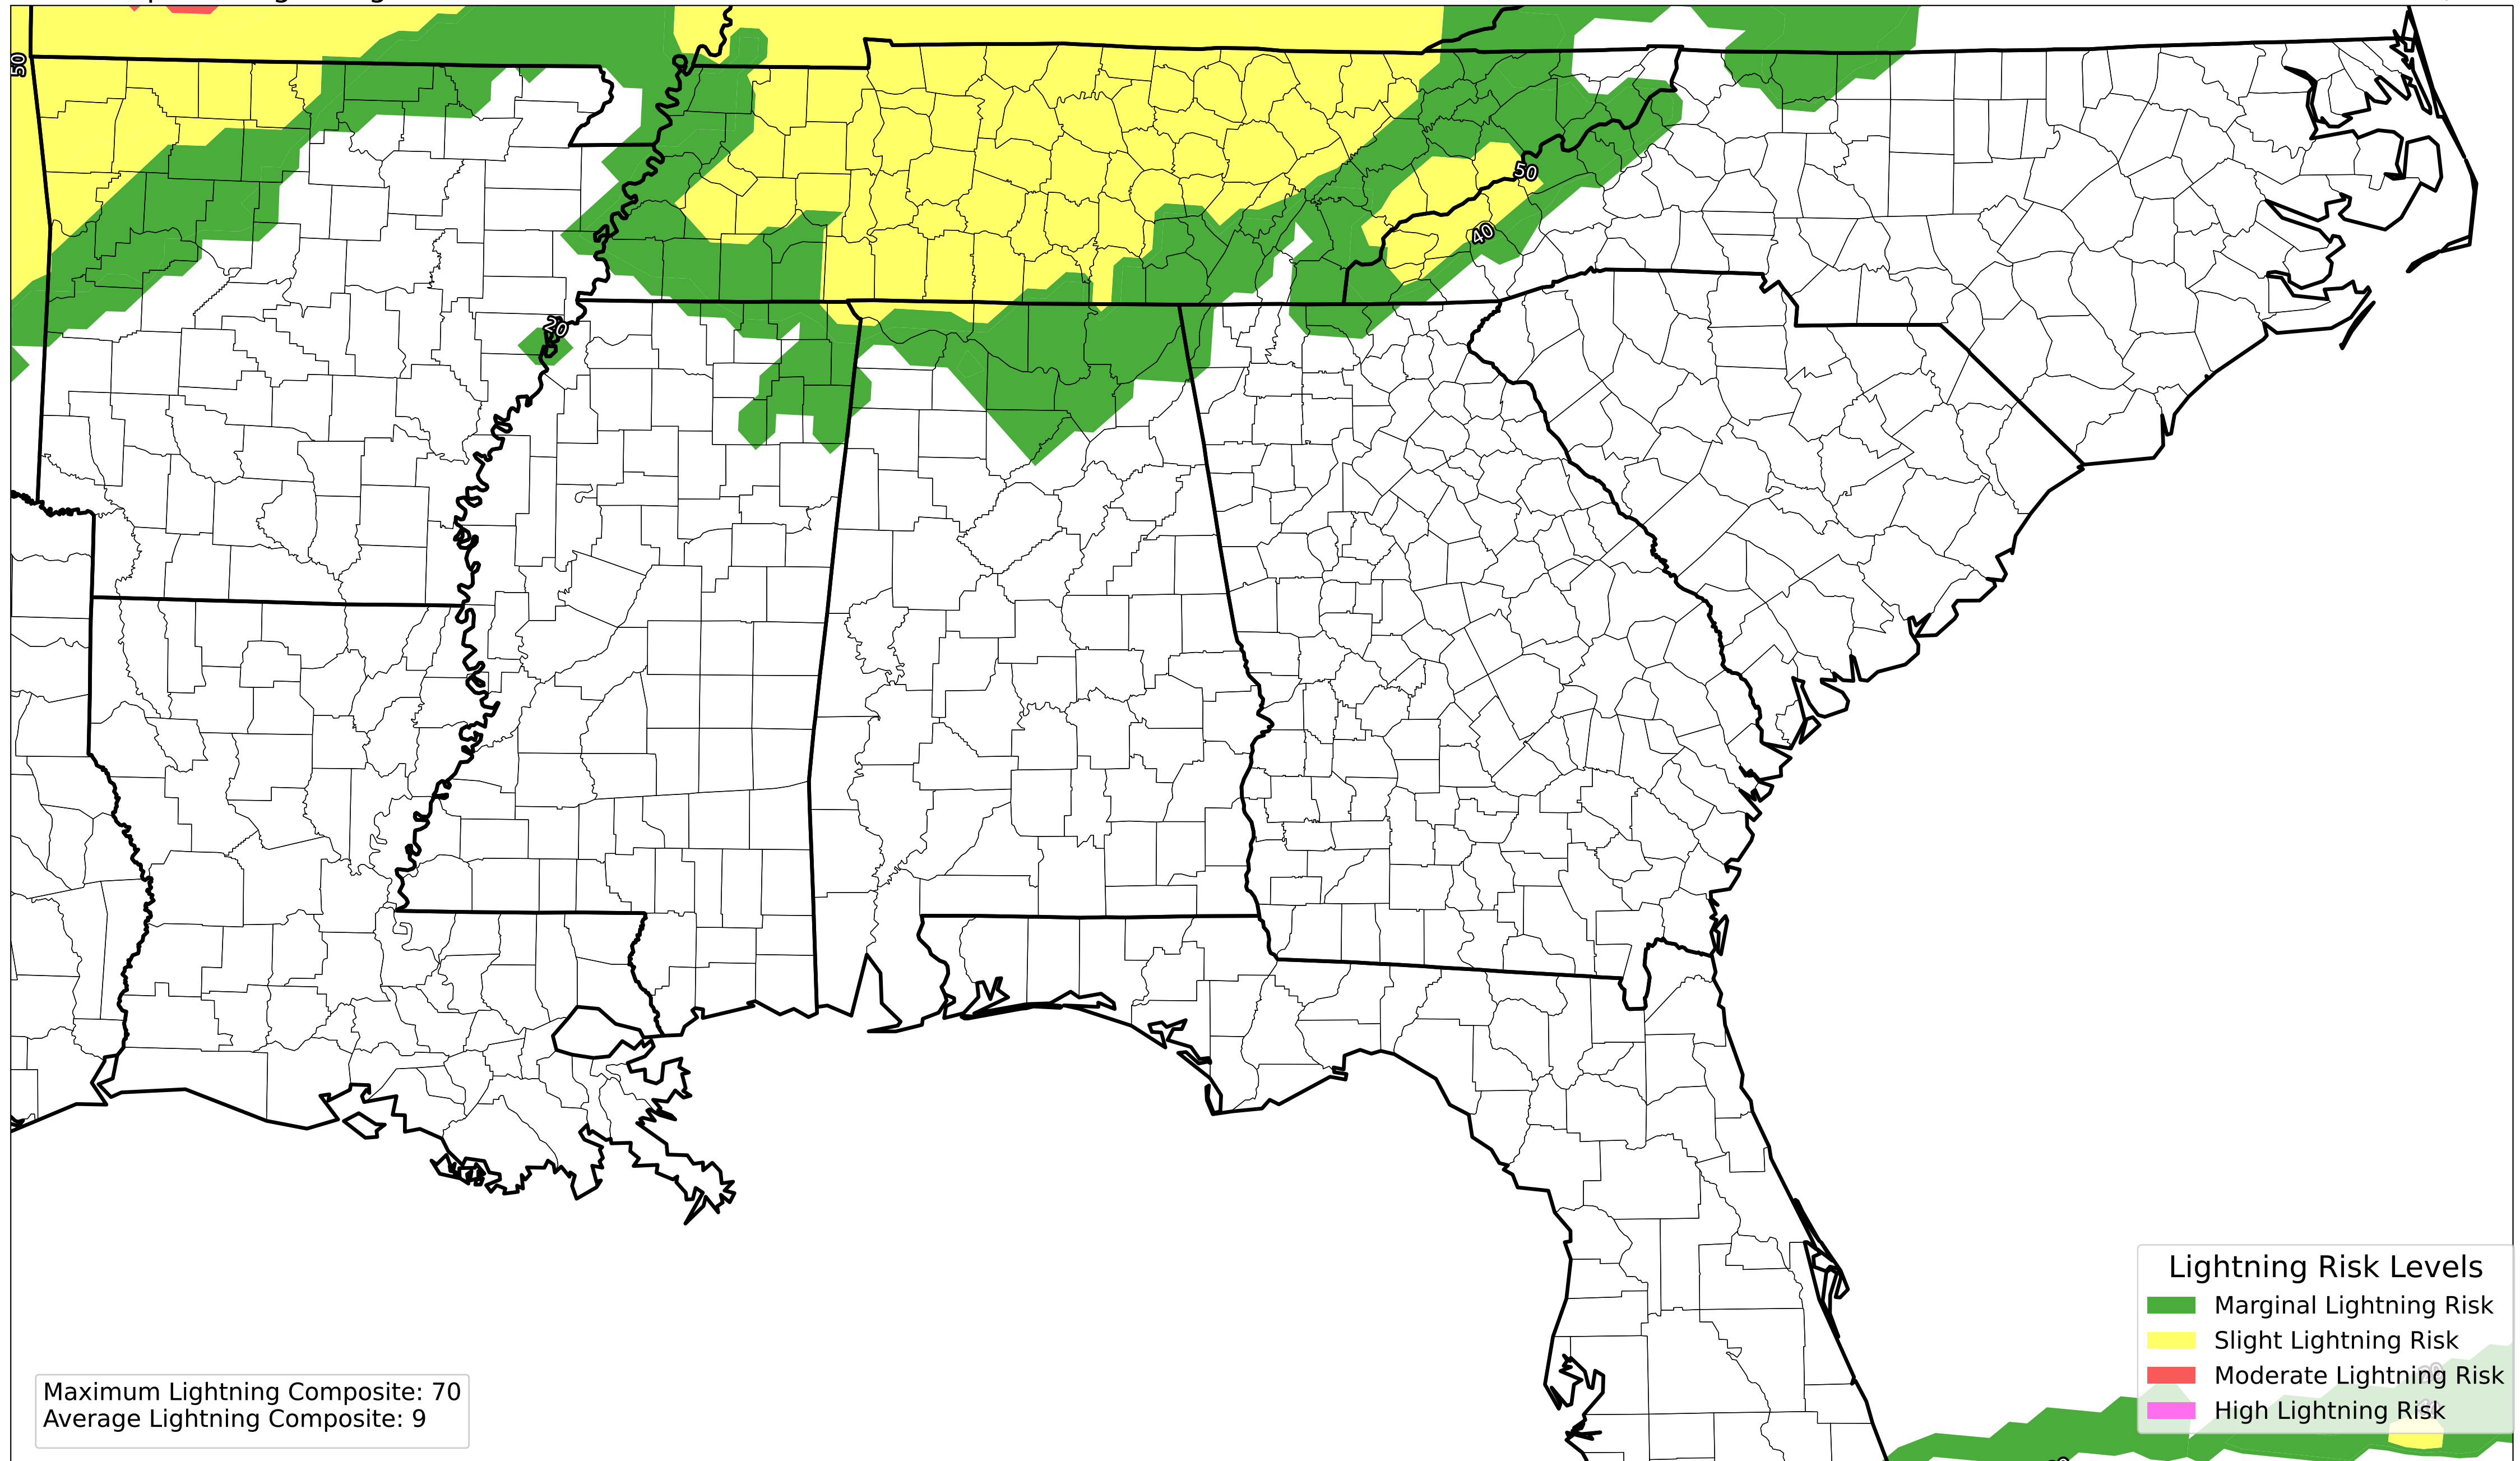 50
50
40
20
Lightning Risk Levels
Marginal Lightning Risk
Slight Lightning Risk
Moderate Lightning Risk
High Lightning Risk
Maximum Lightning Composite: 70
Average Lightning Composite: 9